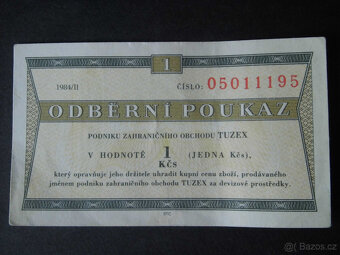 1
1984/II
ČÍSLO: 05011195
ODBĚRNÍ POUKAZ
PODNIKU ZAHRANIČNÍHO OBCHODU TUZEX
V HODNOTĚ 1 (JEDNA Kčs),
KČS
který opravňuje jeho držitele uhradit kupní cenu zboží, prodávaného
jménem podniku zahraničního obchodu TUZEX za devizové prostředky.
Bazos.cz